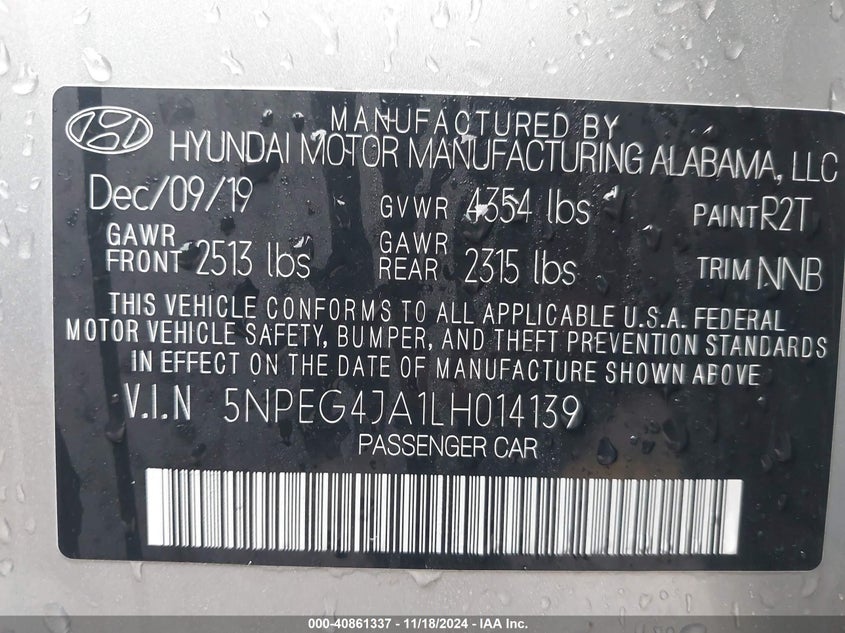 MANUFACTURED BY
HYUNDAI MOTOR MANUFACTURING ALABAMA, LLC
Dec/09/19 GVWR 4354 lbs PAINT R2T
GAWR FRONT 2513 lbs GAWR REAR 2315 lbs TRIM NNB
THIS VEHICLE CONFORMS TO ALL APPLICABLE U.S.A. FEDERAL
MOTOR VEHICLE SAFETY, BUMPER, AND THEFT PREVENTION STANDARDS
IN EFFECT ON THE DATE OF MANUFACTURE SHOWN ABOVE
V.I.N 5NPEG4JA1LH014139
PASSENGER CAR
000-40861337 - 11/18/2024 - IAA Inc.